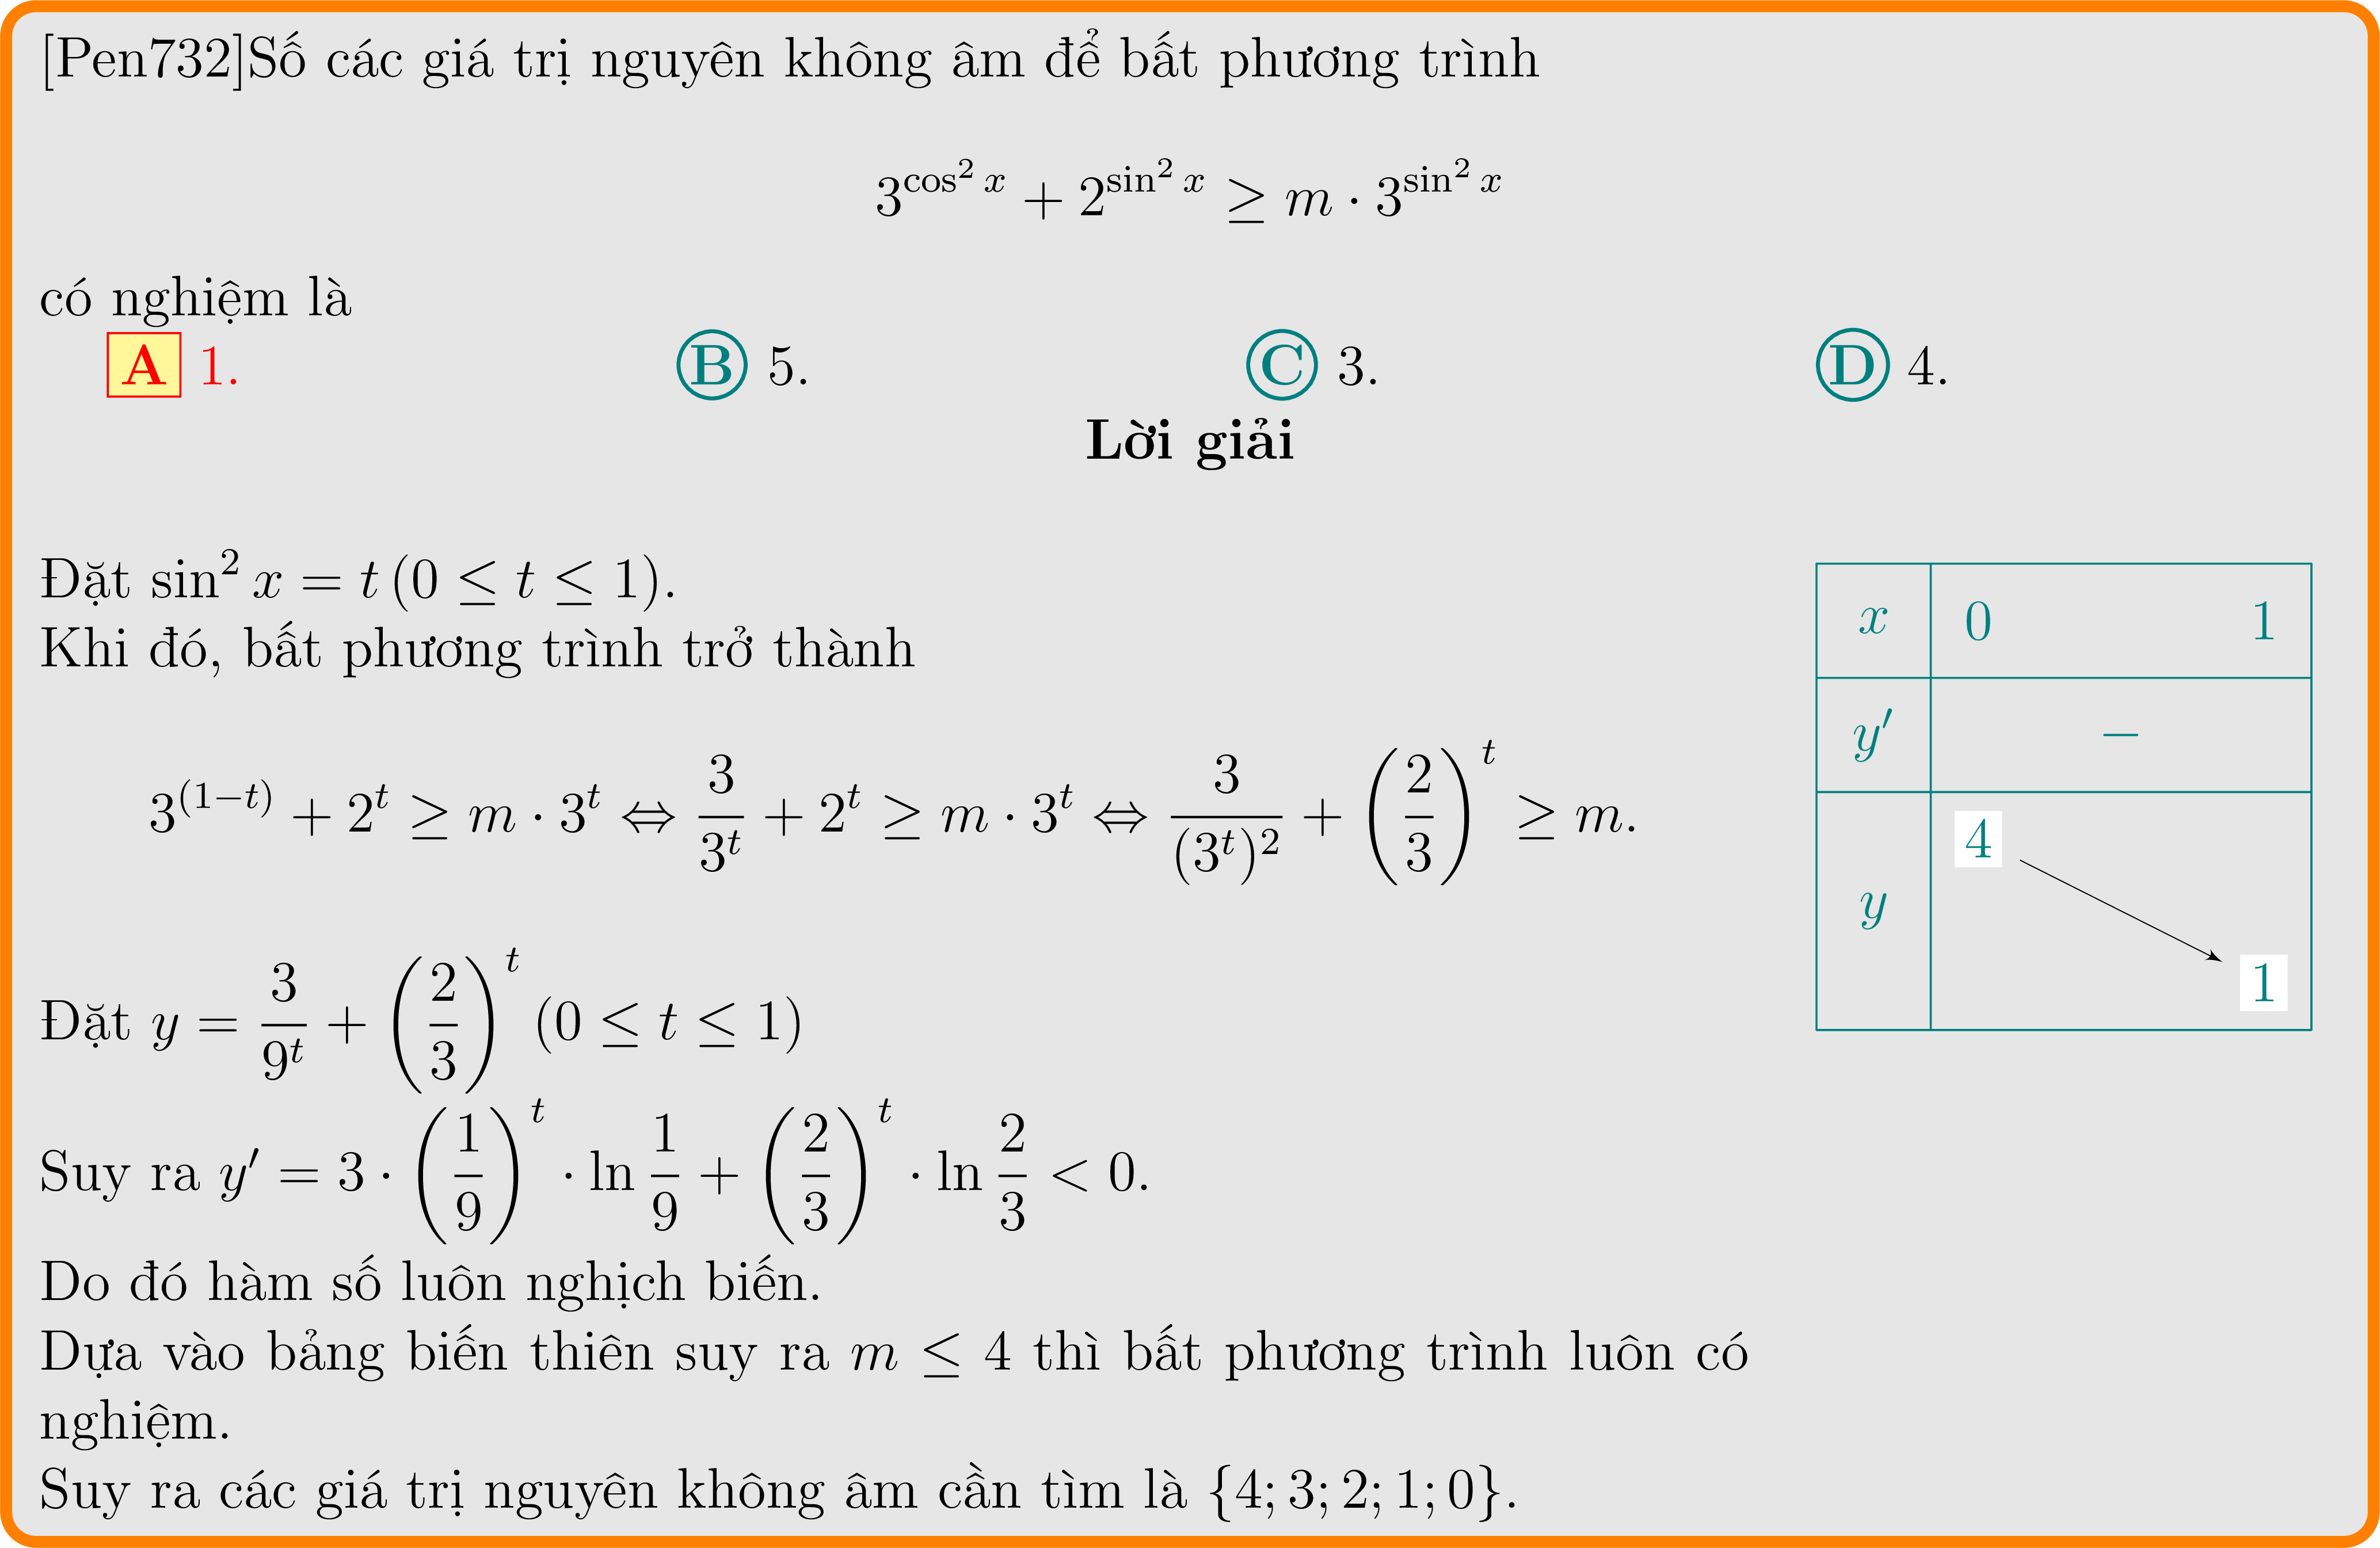 [Pen732]Số các giá trị nguyên không âm để bất phương trình
$3^{\cos^2 x} + 2^{\sin^2 x} \geq m \cdot 3^{\sin^2 x}$
có nghiệm là
A 1. B 5. C 3. D 4.
Lời giải
Đặt $\sin^2 x = t\,(0 \leq t \leq 1)$.
Khi đó, bất phương trình trở thành
$3^{(1-t)} + 2^t \geq m \cdot 3^t \Leftrightarrow \frac{3}{3^t} + 2^t \geq m \cdot 3^t \Leftrightarrow \frac{3}{(3^t)^2} + \left(\frac{2}{3}\right)^t \geq m.$
Đặt $y = \frac{3}{9^t} + \left(\frac{2}{3}\right)^t (0 \leq t \leq 1)$
Suy ra $y' = 3 \cdot \left(\frac{1}{9}\right)^t \cdot \ln \frac{1}{9} + \left(\frac{2}{3}\right)^t \cdot \ln \frac{2}{3} < 0.$
Do đó hàm số luôn nghịch biến.
Dựa vào bảng biến thiên suy ra $m \leq 4$ thì bất phương trình luôn có
nghiệm.
Suy ra các giá trị nguyên không âm cần tìm là {4; 3; 2; 1; 0}.
x 0 1
y′ −
y 4 1